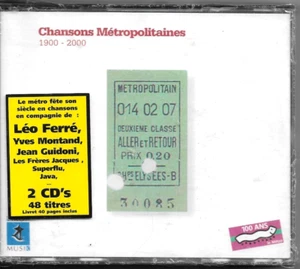 Chansons Métropolitaines
1900 - 2000
Le métro fête son
siècle en chansons
en compagnie de :
Léo Ferré,
Yves Montand,
Jean Guidoni,
Les Frères Jacques,
Superflu,
Java,
...
2 CD's
48 titres
Livret 40 pages inclus
METROPOLITAIN
014 02 07
DEUXIEME CLASSE
ALLER et RETOUR
PRIX 0,20
ELYSEES-B
30085
100 ANS